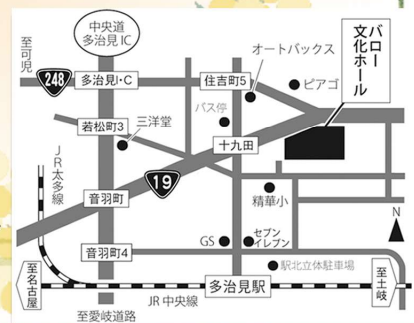 中央道
多治見IC
至可児
248
多治見I・C
住吉町5
オートバックス
ピアゴ
バロー
文化ホール
バス停
若松町3
三洋堂
十九田
JR太多線
19
音羽町
精華小
N
音羽町4
GS
セブン
イレブン
駅北立体駐車場
至名古屋
多治見駅
至土岐
JR中央線
至愛岐道路